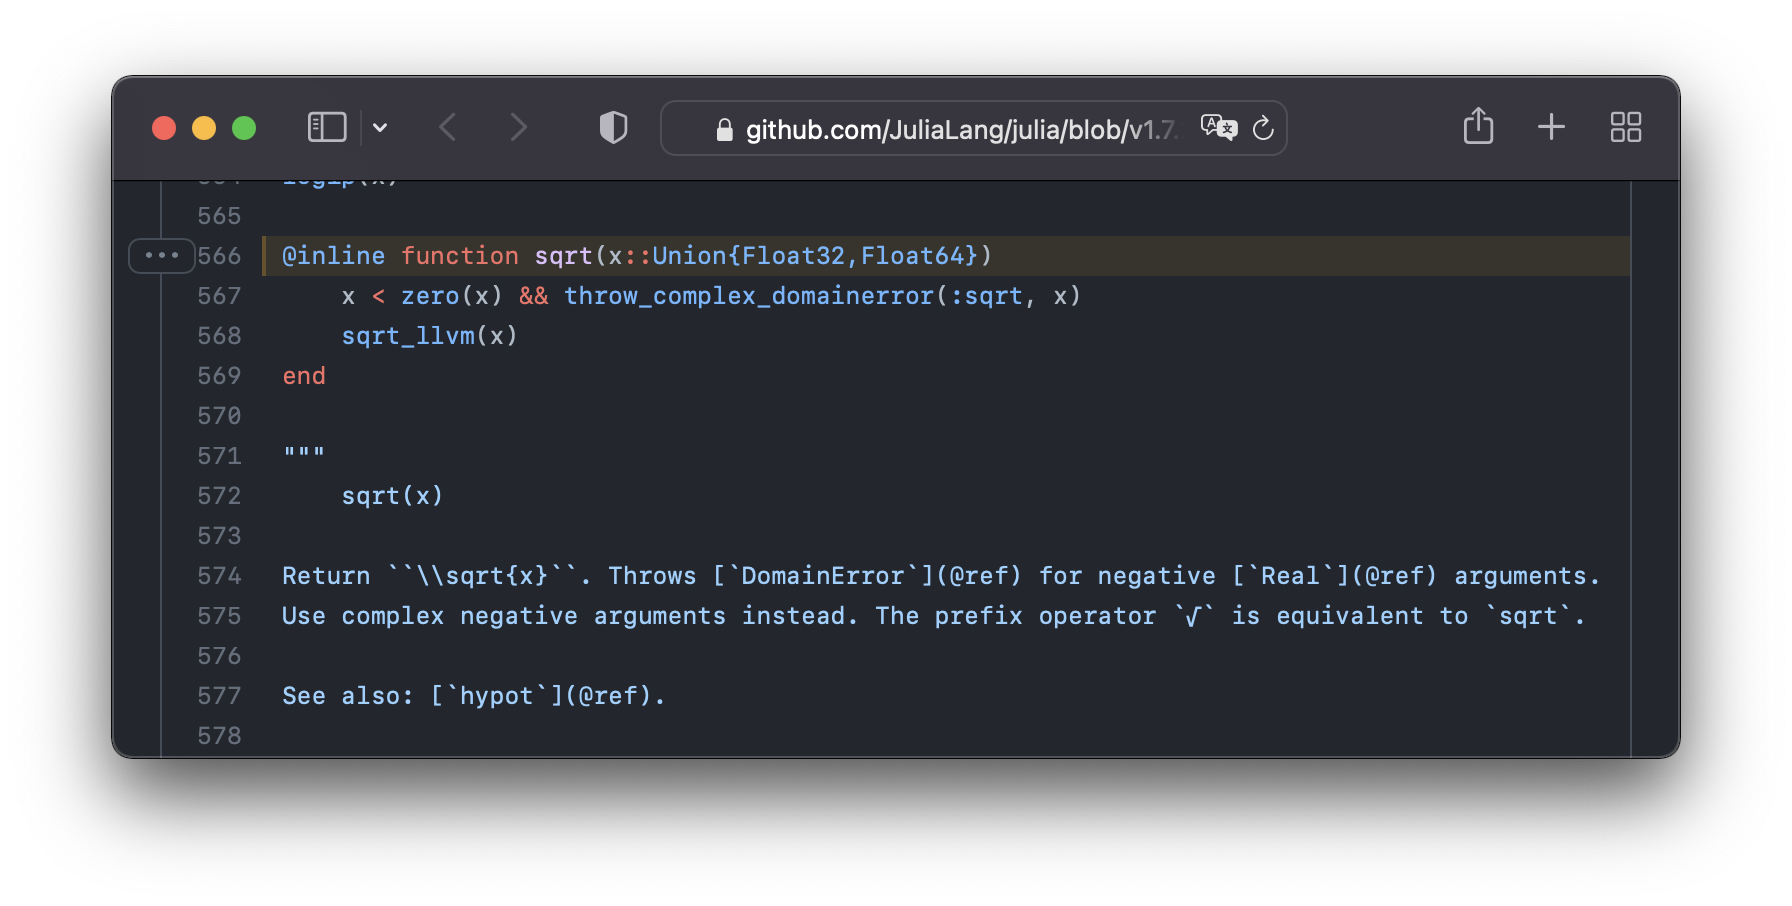 github.com/JuliaLang/julia/blob/v1.7.
565
566 @inline function sqrt(x::Union{Float32,Float64})
567     x < zero(x) && throw_complex_domainerror(:sqrt, x)
568     sqrt_llvm(x)
569 end
570
571 """
572     sqrt(x)
573
574 Return ``\\sqrt{x}``. Throws [`DomainError`](@ref) for negative [`Real`](@ref) arguments.
575 Use complex negative arguments instead. The prefix operator `√` is equivalent to `sqrt`.
576
577 See also: [`hypot`](@ref).
578